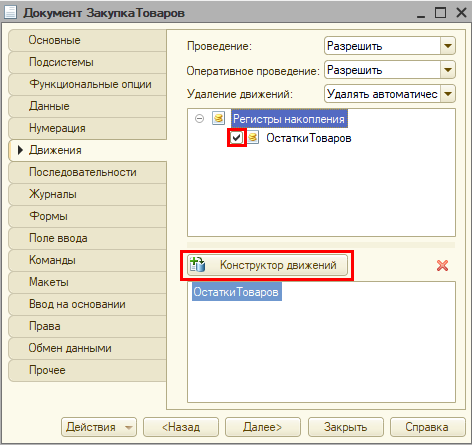 Документ ЗакупкаТоваров
Основные
Подсистемы
Функциональные опции
Данные
Нумерация
Движения
Последовательности
Журналы
Формы
Поле ввода
Команды
Макеты
Ввод на основании
Права
Обмен данными
Прочее
Проведение: Разрешить
Оперативное проведение: Разрешить
Удаление движений: Удалять автоматичес
Регистры накопления
ОстаткиТоваров
Конструктор движений
ОстаткиТоваров
Действия <Назад Далее> Закрыть Справка